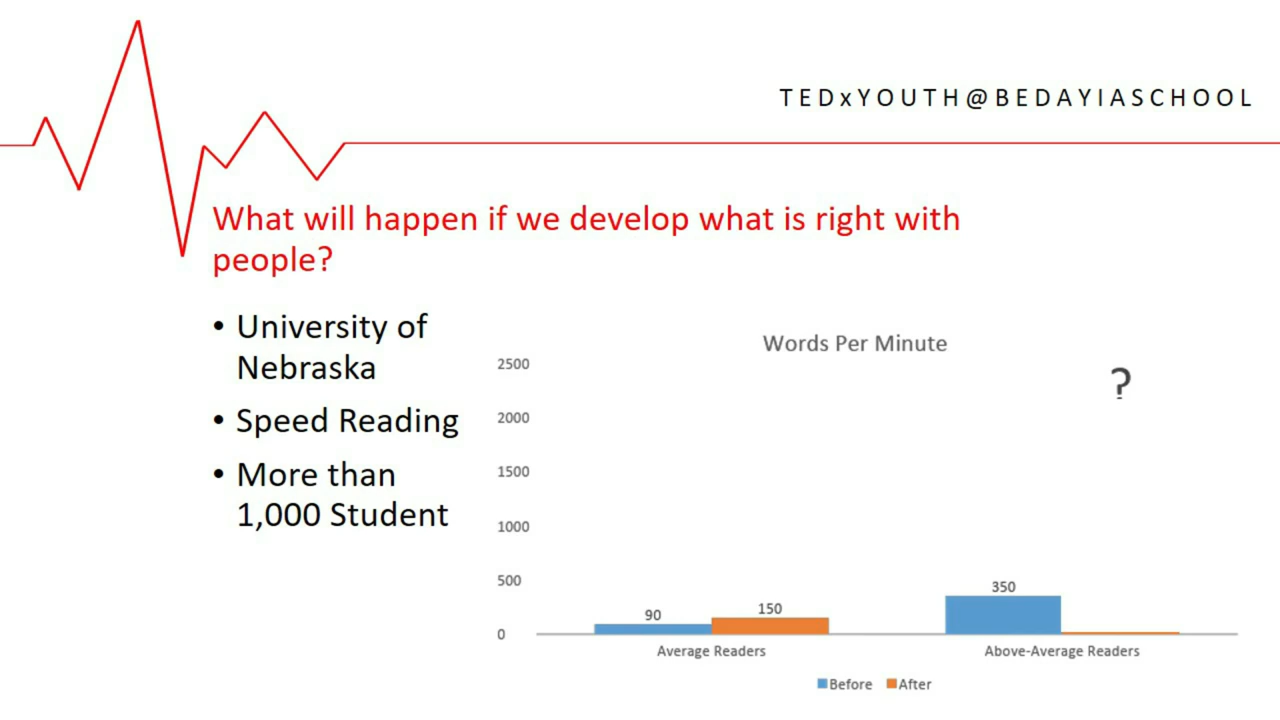 TEDxYOUTH@BEDAYIASCHOOL
What will happen if we develop what is right with
people?
• University of
Nebraska
• Speed Reading
• More than
1,000 Student
Words Per Minute
2500
2000
1500
1000
500
0
?
90
150
350
Average Readers
Above-Average Readers
Before
After